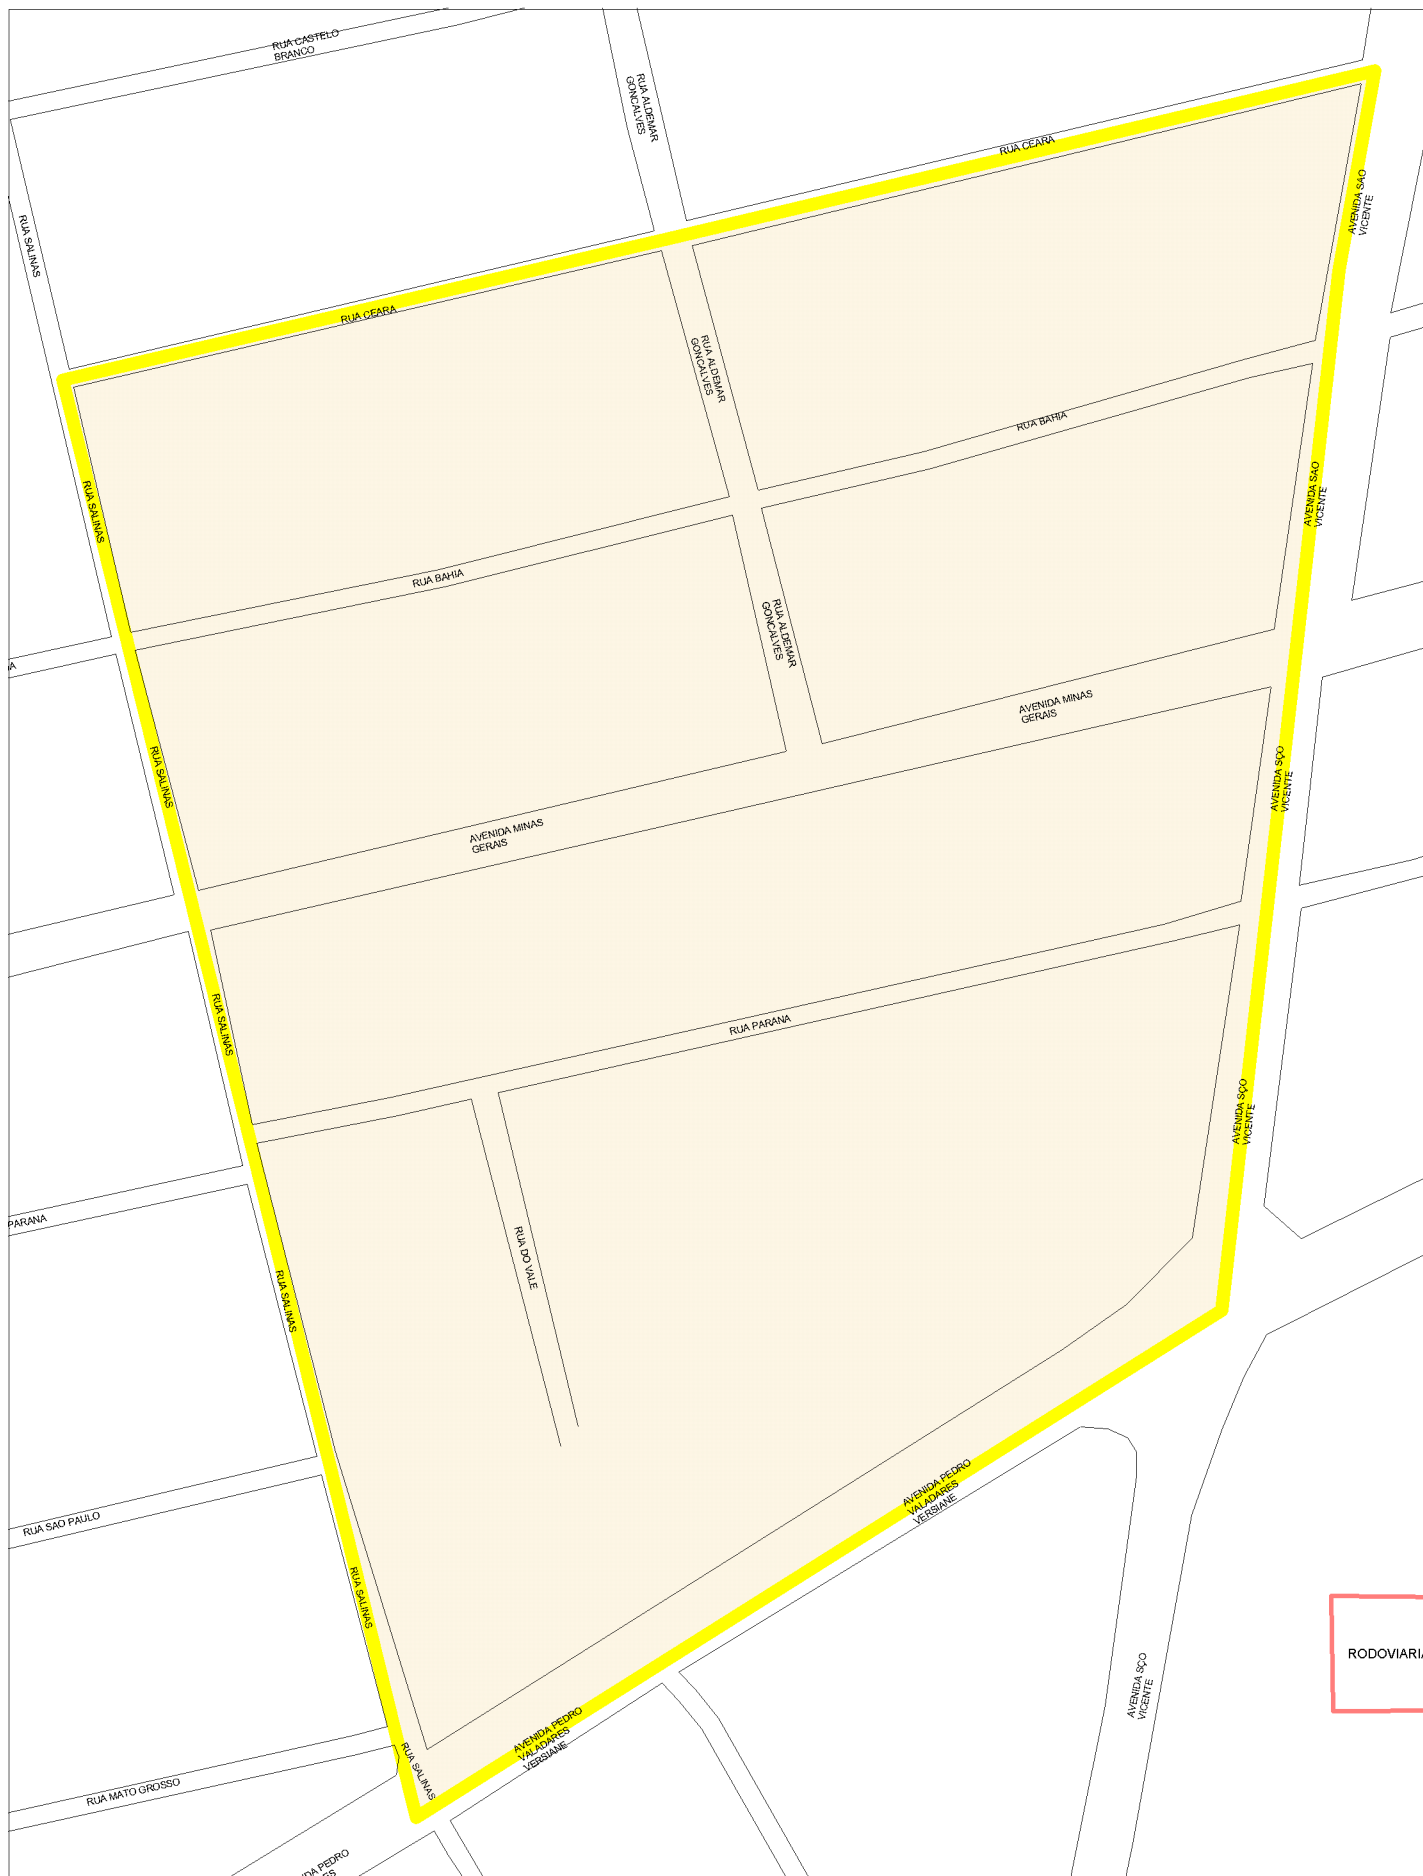 RUA CASTELO
BRANCO
RUA ALDEMAR
GONCALVES
RUA CEARA
AVENIDA SAO
VICENTE
RUA SALINAS
RUA CEARA
RUA ALDEMAR
GONCALVES
RUA BAHIA
RUA SALINAS
AVENIDA SAO
VICENTE
RUA BAHIA
RUA ALDEMAR
GONCALVES
AVENIDA MINAS
GERAIS
RUA SALINAS
AVENIDA SÇO
VICENTE
AVENIDA MINAS
GERAIS
RUA SALINAS
RUA PARANA
AVENIDA SÇO
VICENTE
PARANA
RUA DO VALE
RUA SALINAS
AVENIDA PEDRO
VALADARES
VERSIANE
RUA SAO PAULO
RUA SALINAS
RODOVIARIA
AVENIDA SÇO
VICENTE
AVENIDA PEDRO
VALADARES
VERSIANE
RUA SALINAS
RUA MATO GROSSO
PEDRO